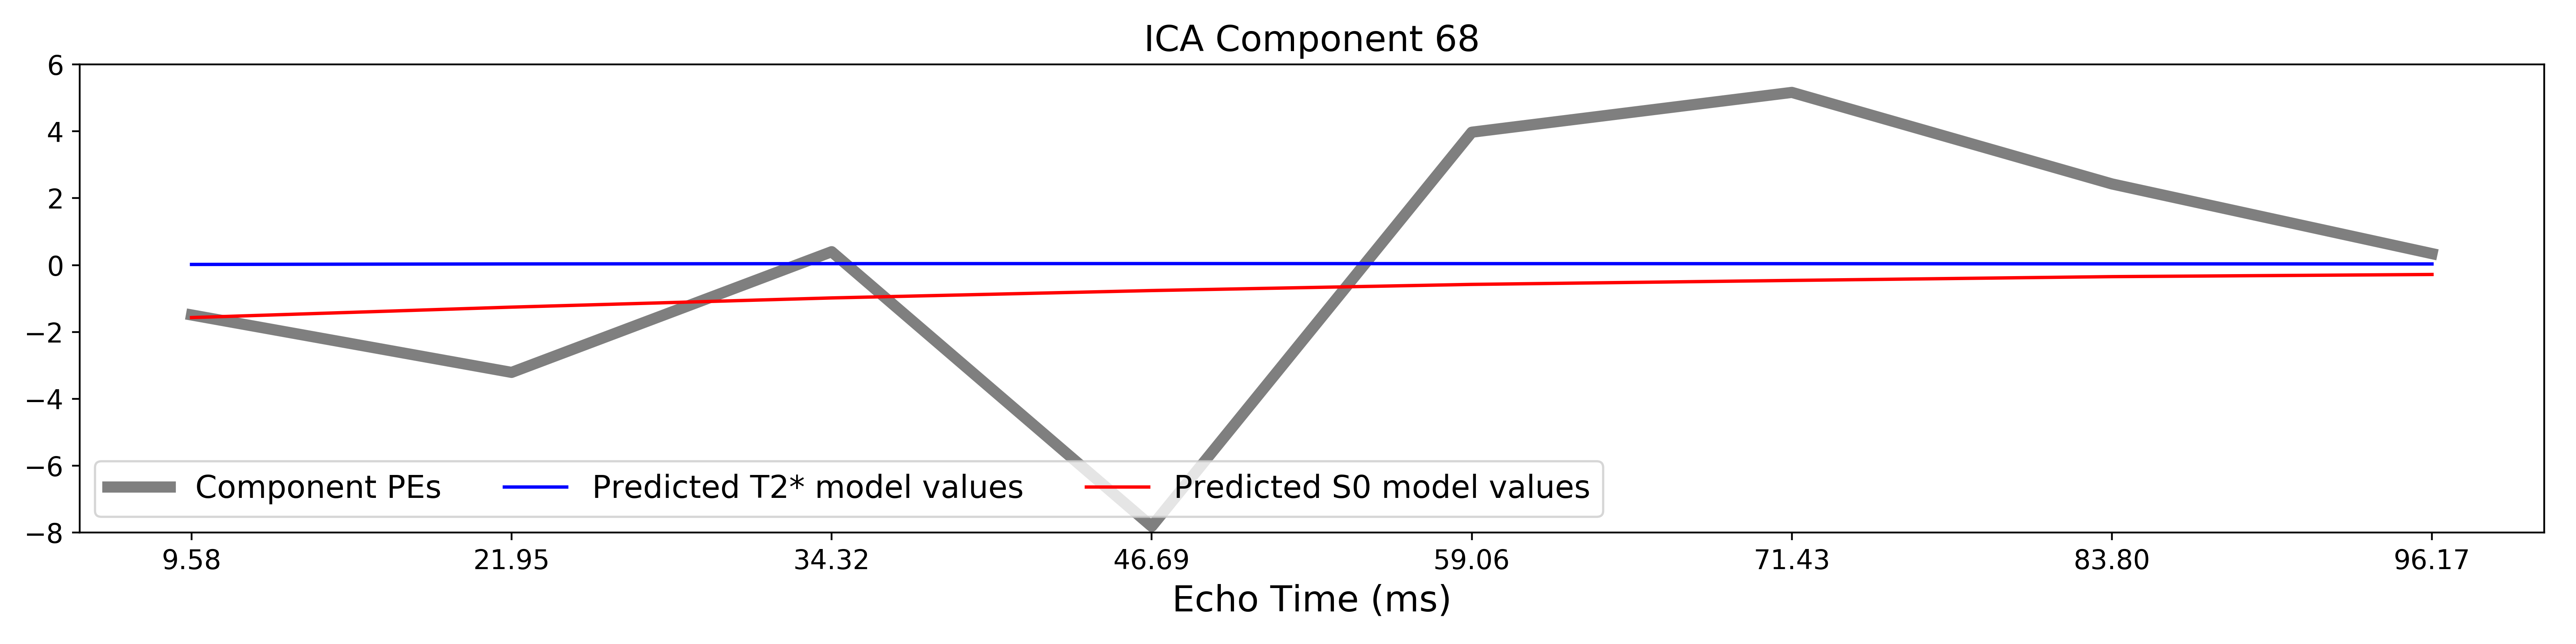 ICA Component 68
6
4
2
0
−2
−4
−6
−8
Component PEs
Predicted T2* model values
Predicted S0 model values
9.58 21.95 34.32 46.69 59.06 71.43 83.80 96.17
Echo Time (ms)